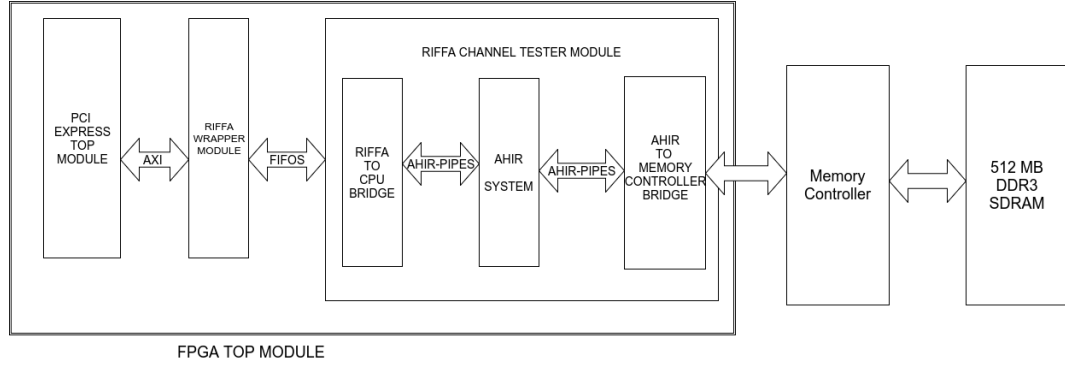 RIFFA CHANNEL TESTER MODULE
PCI
EXPRESS
TOP
MODULE
AXI
RIFFA
WRAPPER
MODULE
FIFOS
RIFFA
TO
CPU
BRIDGE
AHIR-PIPES
AHIR
SYSTEM
AHIR-PIPES
AHIR
TO
MEMORY
CONTROLLER
BRIDGE
Memory
Controller
512 MB
DDR3
SDRAM
FPGA TOP MODULE